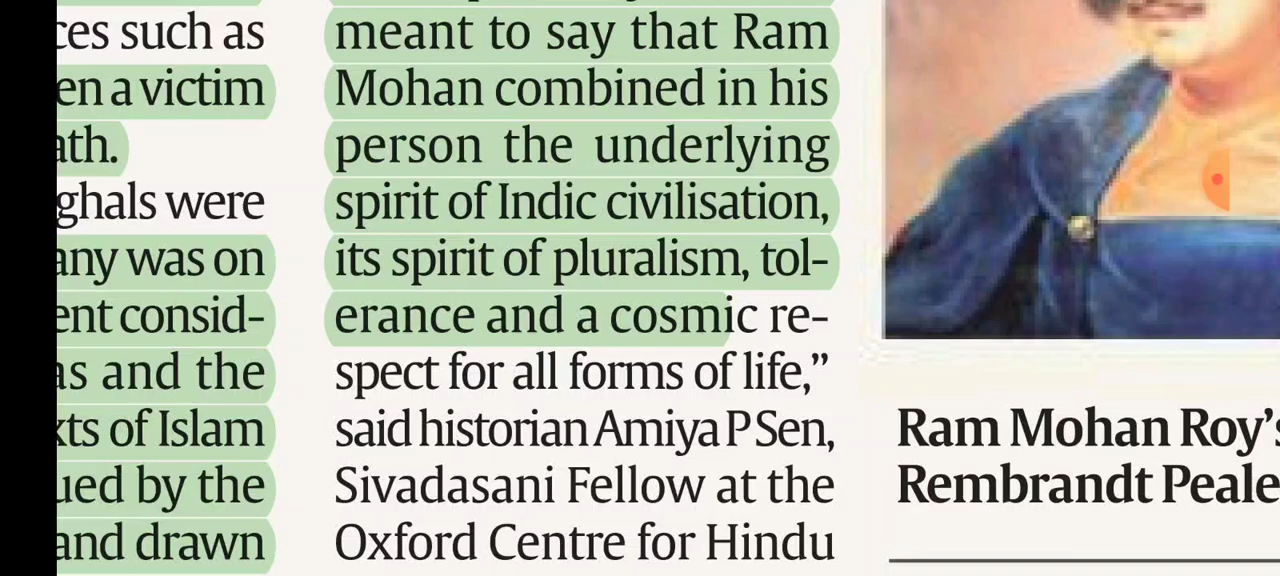 ces such as
a victim
ath.
ghals were
any was on
ent consid-
as and the
xts of Islam
ued by the
and drawn
meant to say that Ram
Mohan combined in his
person the underlying
spirit of Indic civilisation,
its spirit of pluralism, tol-
erance and a cosmic re-
spect for all forms of life,”
said historian Amiya P Sen,
Sivadasani Fellow at the
Oxford Centre for Hindu
Ram Mohan Roy’s
Rembrandt Peale